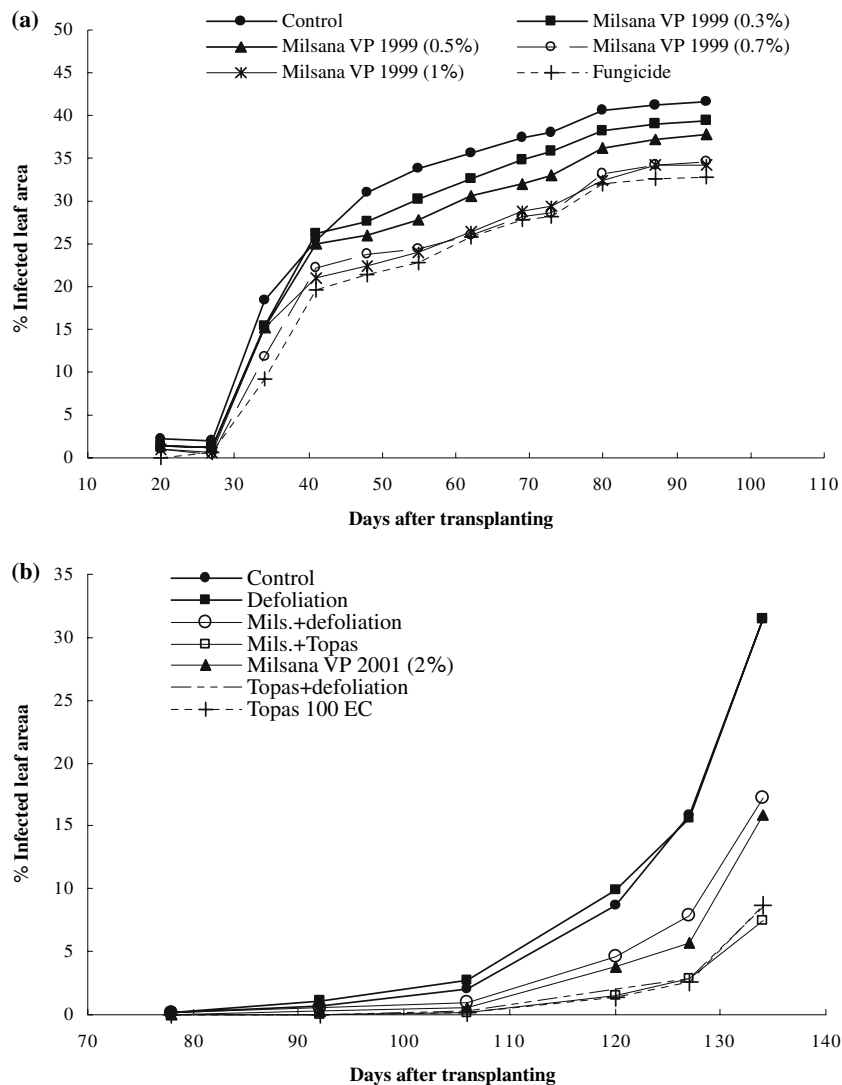 (a)
Control
Milsana VP 1999 (0.3%)
Milsana VP 1999 (0.5%)
Milsana VP 1999 (0.7%)
Milsana VP 1999 (1%)
Fungicide
% Infected leaf area
50
45
40
35
30
25
20
15
10
5
0
10 20 30 40 50 60 70 80 90 100 110
Days after transplanting
(b)
Control
Defoliation
Mils.+defoliation
Mils.+Topas
Milsana VP 2001 (2%)
Topas+defoliation
Topas 100 EC
% Infected leaf areaa
35
30
25
20
15
10
5
0
70 80 90 100 110 120 130 140
Days after transplanting